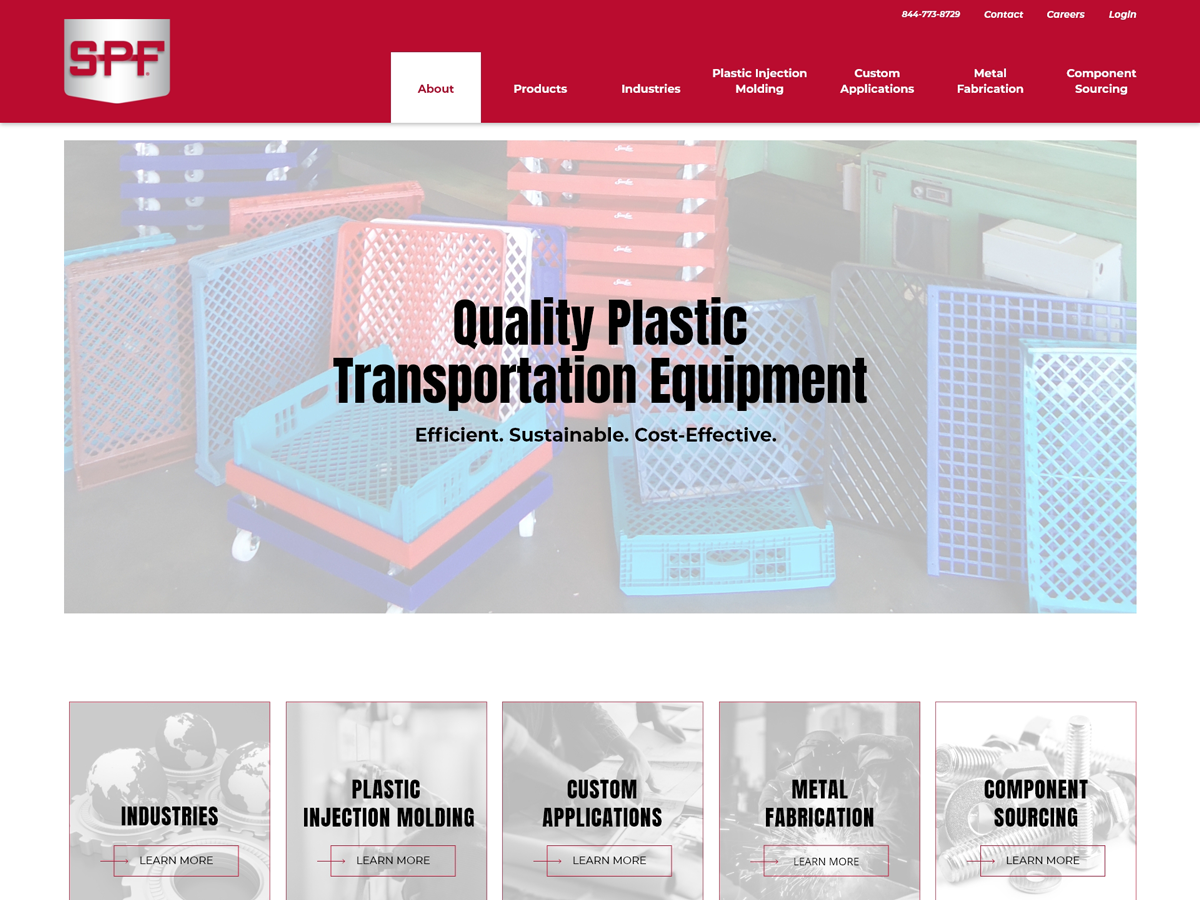 844-773-8729 Contact Careers Login
SPF
About Products Industries Plastic Injection Molding Custom Applications Metal Fabrication Component Sourcing
Quality Plastic
Transportation Equipment
Efficient. Sustainable. Cost-Effective.
INDUSTRIES
LEARN MORE
PLASTIC
INJECTION MOLDING
LEARN MORE
CUSTOM
APPLICATIONS
LEARN MORE
METAL
FABRICATION
LEARN MORE
COMPONENT
SOURCING
LEARN MORE